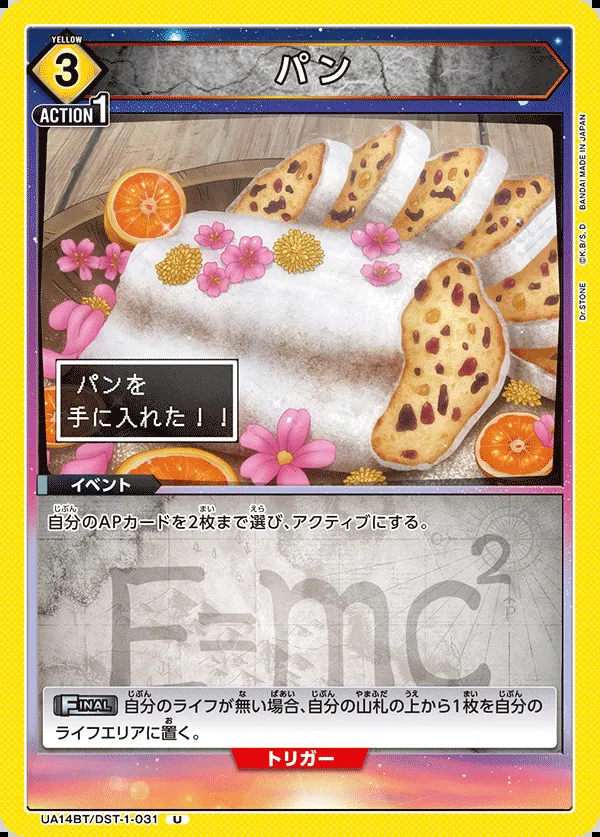 YELLOW
3
パン
ACTION 1
パンを
手に入れた！！
イベント
自分のAPカードを2枚まで選び、アクティブにする。
E=mc²
FINAL 自分のライフが無い場合、自分の山札の上から1枚を自分の
ライフエリアに置く。
トリガー
UA14BT/DST-1-031 U
Dr.STONE ©K.B/S. D BANDAI MADE IN JAPAN